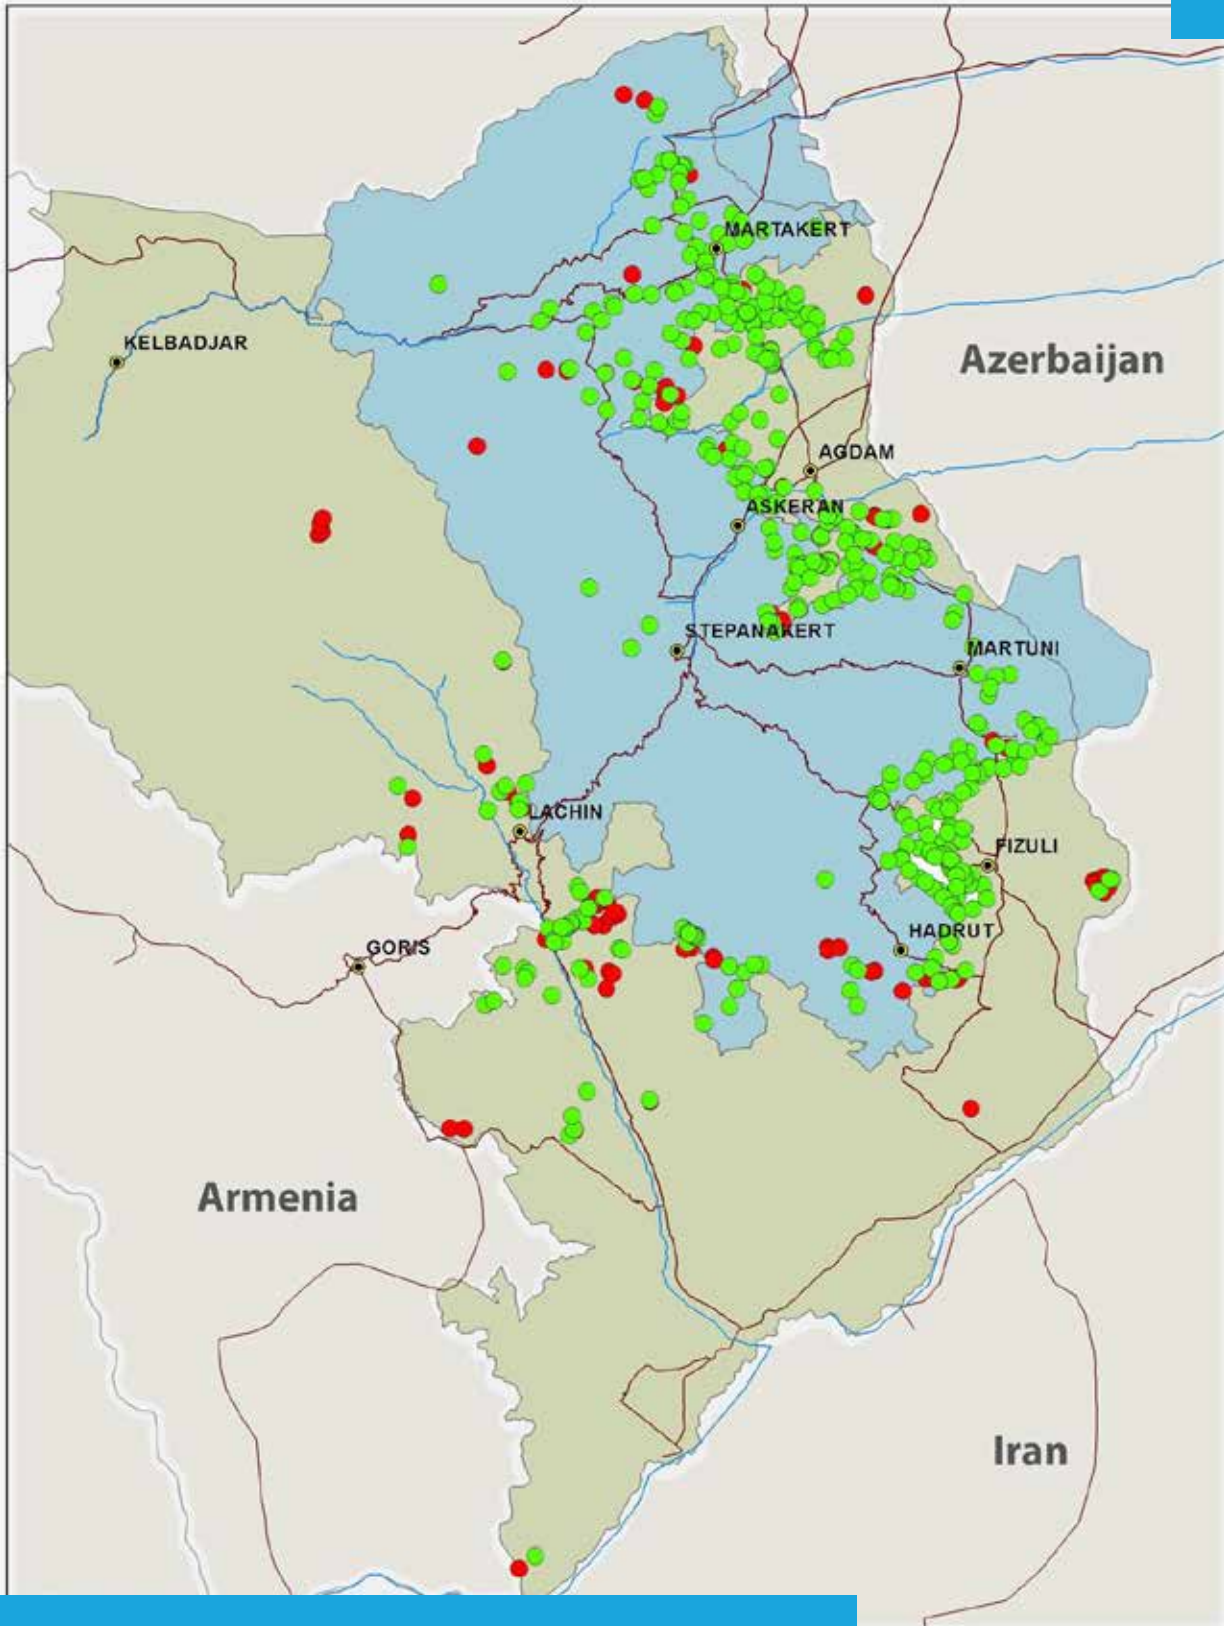 MARTAKERT
KELBADJAR
Azerbaijan
AGDAM
ASKERAN
STEPANAKERT
MARTUNI
LACHIN
FIZULI
HADRUT
GORIS
Armenia
Iran